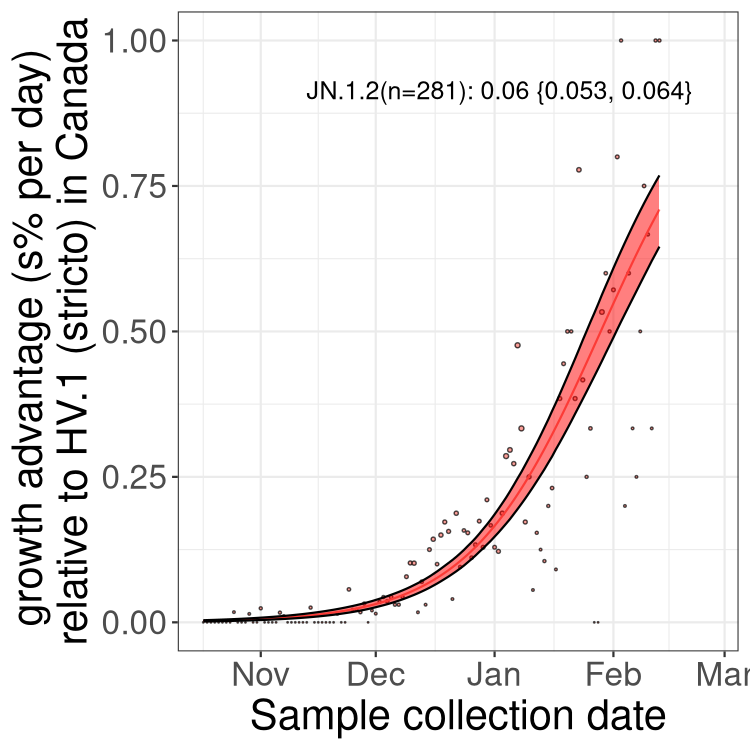 growth advantage (s% per day)
relative to HV.1 (stricto) in Canada
1.00
0.75
0.50
0.25
0.00
JN.1.2(n=281): 0.06 {0.053, 0.064}
Nov
Dec
Jan
Feb
Mar
Sample collection date